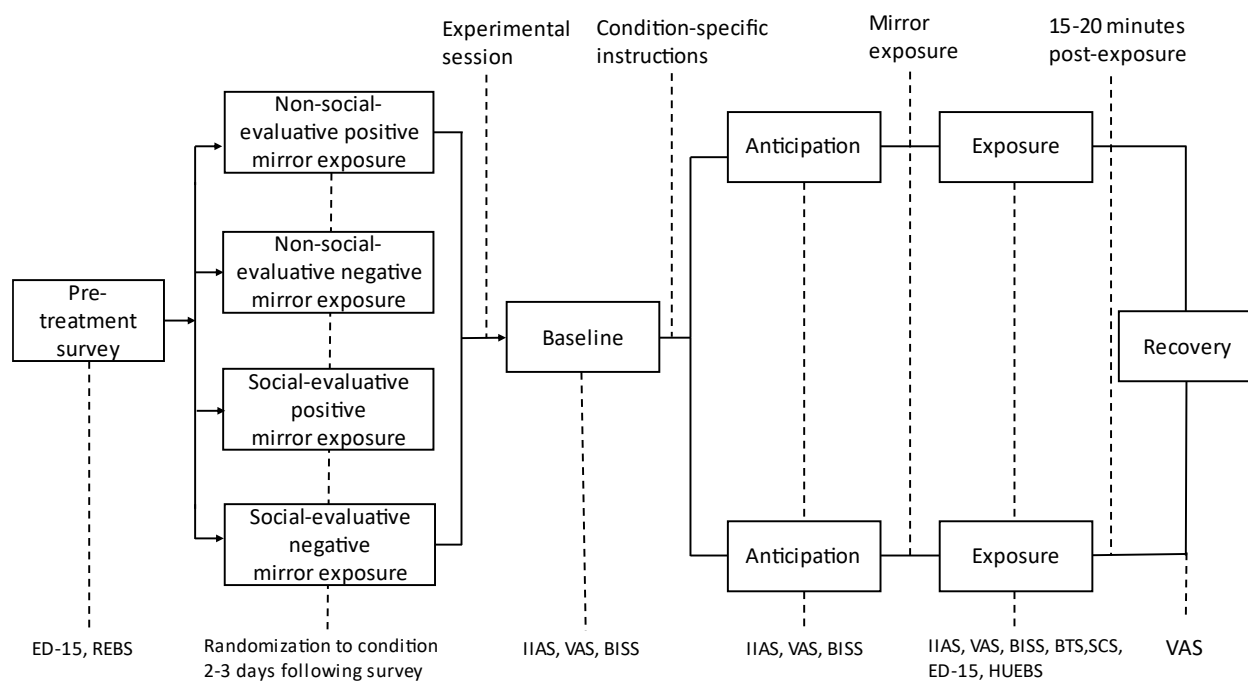 Experimental
session
Condition-specific
instructions
Mirror
exposure
15-20 minutes
post-exposure
Non-social-
evaluative positive
mirror exposure
Non-social-
evaluative negative
mirror exposure
Social-evaluative
positive
mirror exposure
Social-evaluative
negative
mirror exposure
Pre-
treatment
survey
Baseline
Anticipation
Exposure
Anticipation
Exposure
Recovery
ED-15, REBS
Randomization to condition
2-3 days following survey
IIAS, VAS, BISS
IIAS, VAS, BISS
IIAS, VAS, BISS, BTS,SCS,
ED-15, HUEBS
VAS